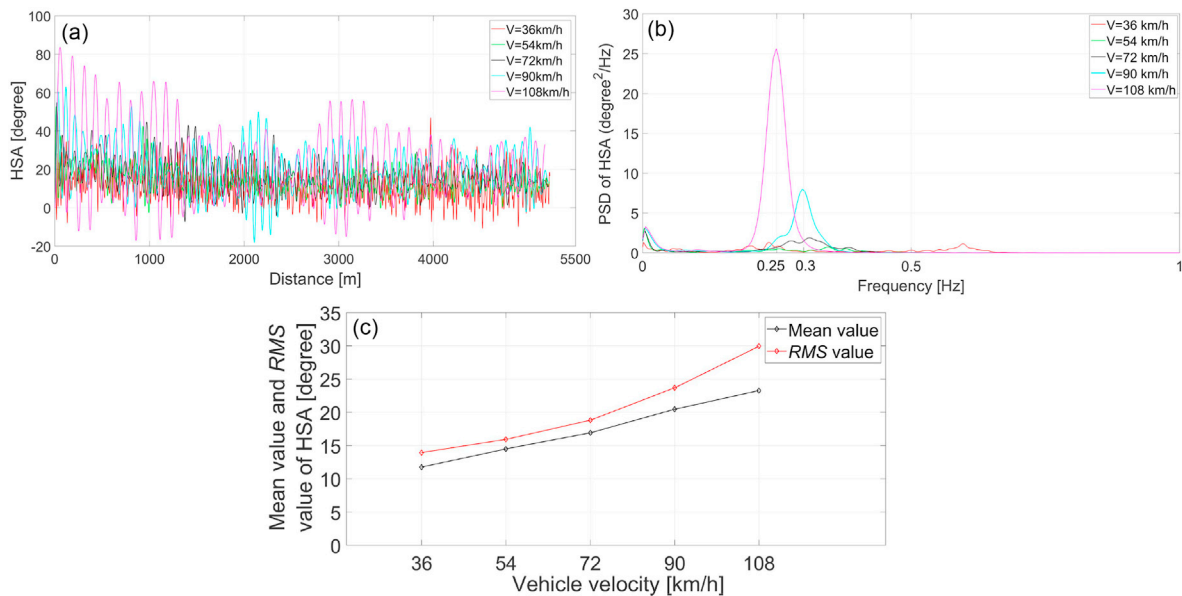 (a)
V=36km/h
V=54km/h
V=72km/h
V=90km/h
V=108km/h
100
80
60
40
20
0
-20
HSA [degree]
0
1000
2000
3000
4000
5500
Distance [m]
(b)
V=36 km/h
V=54 km/h
V=72 km/h
V=90 km/h
V=108 km/h
30
25
20
15
10
5
0
PSD of HSA (degree²/Hz)
0
0.25
0.3
0.5
1
Frequency [Hz]
(c)
Mean value
RMS value
35
30
25
20
15
10
5
0
Mean value and RMS
value of HSA [degree]
36
54
72
90
108
Vehicle velocity [km/h]